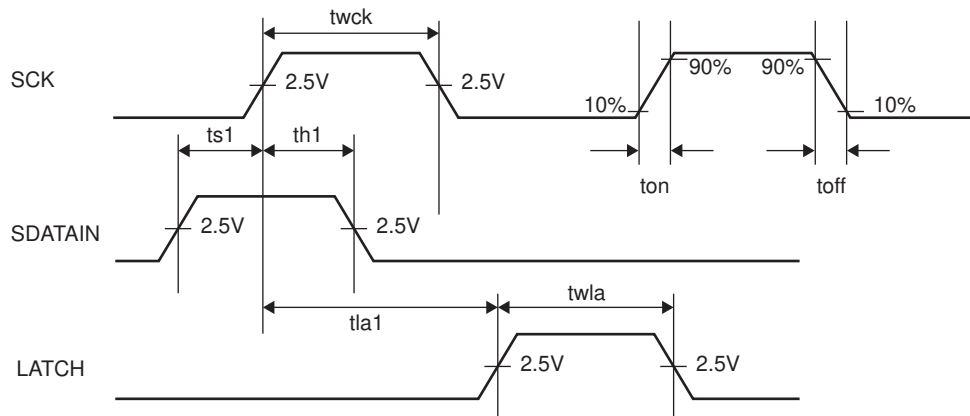 twck
SCK
2.5V
2.5V
10%
90%
90%
10%
ts1
th1
ton
toff
SDATAIN
2.5V
2.5V
tla1
twla
LATCH
2.5V
2.5V